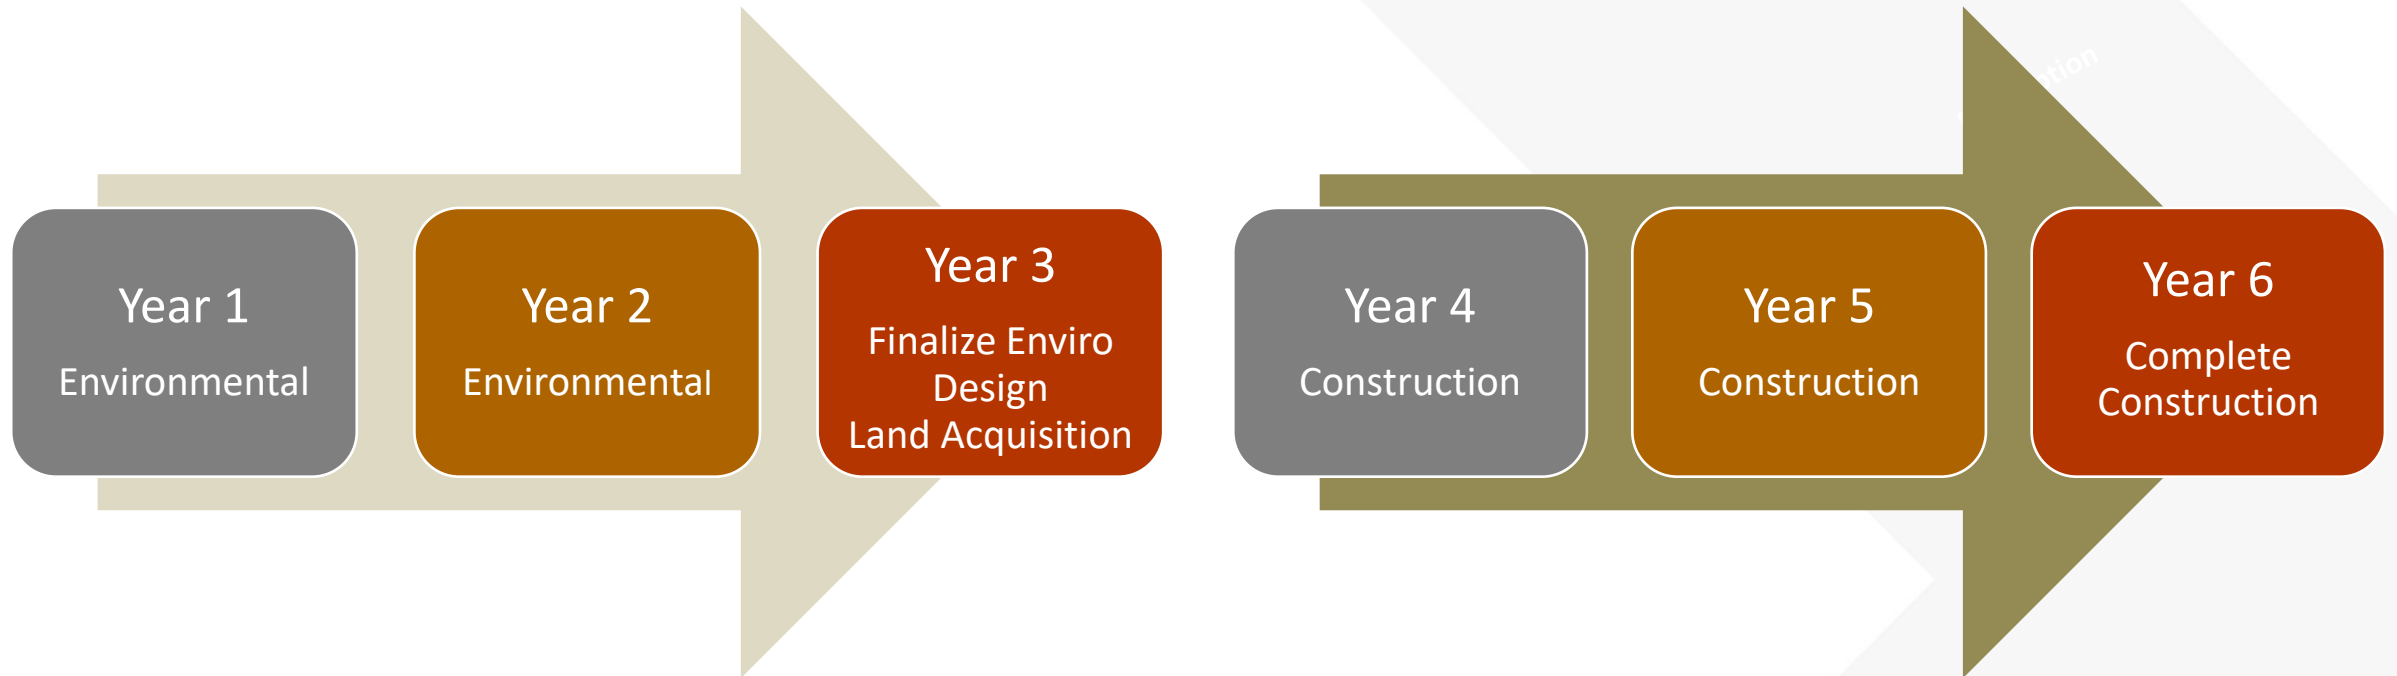 Year 1
Environmental
Year 2
Environmental
Year 3
Finalize Enviro
Design
Land Acquisition
Year 4
Construction
Year 5
Construction
Year 6
Complete
Construction